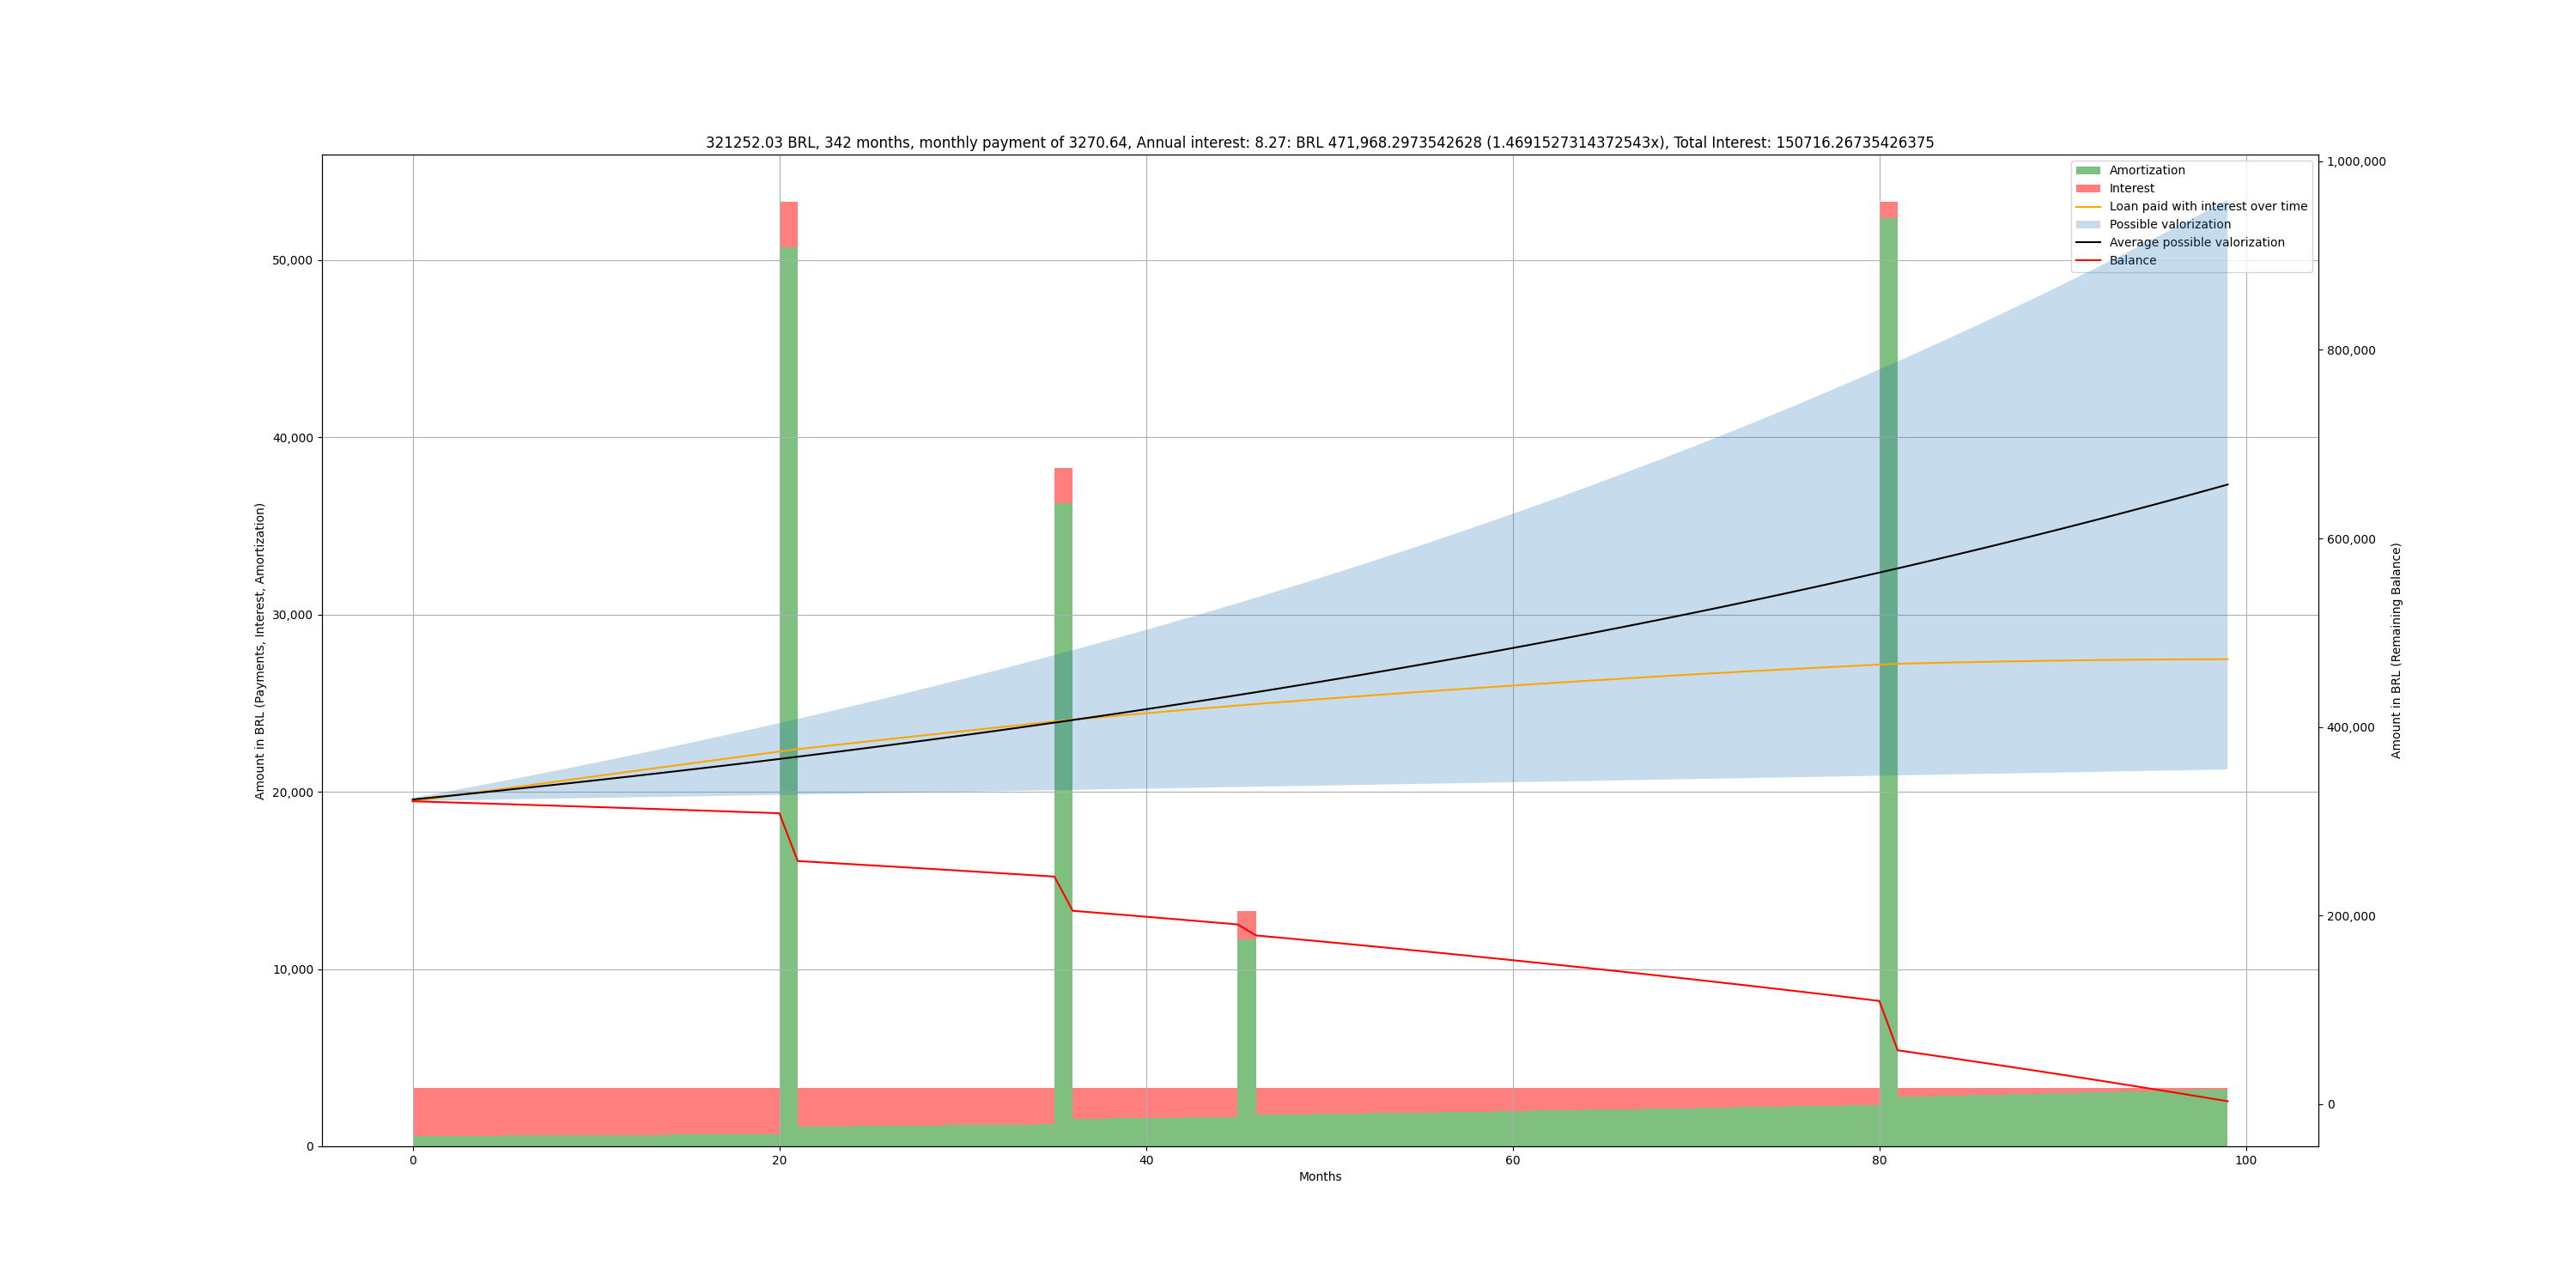 321252.03 BRL, 342 months, monthly payment of 3270.64, Annual interest: 8.27: BRL 471,968.2973542628 (1.4691527314372543x), Total Interest: 150716.26735426375
Amortization
Interest
Loan paid with interest over time
Possible valorization
Average possible valorization
Balance
Amount in BRL (Payments, Interest, Amortization)
50,000
40,000
30,000
20,000
10,000
0
1,000,000
800,000
600,000
400,000
200,000
0
Amount in BRL (Remaining Balance)
0
20
40
60
80
100
Months